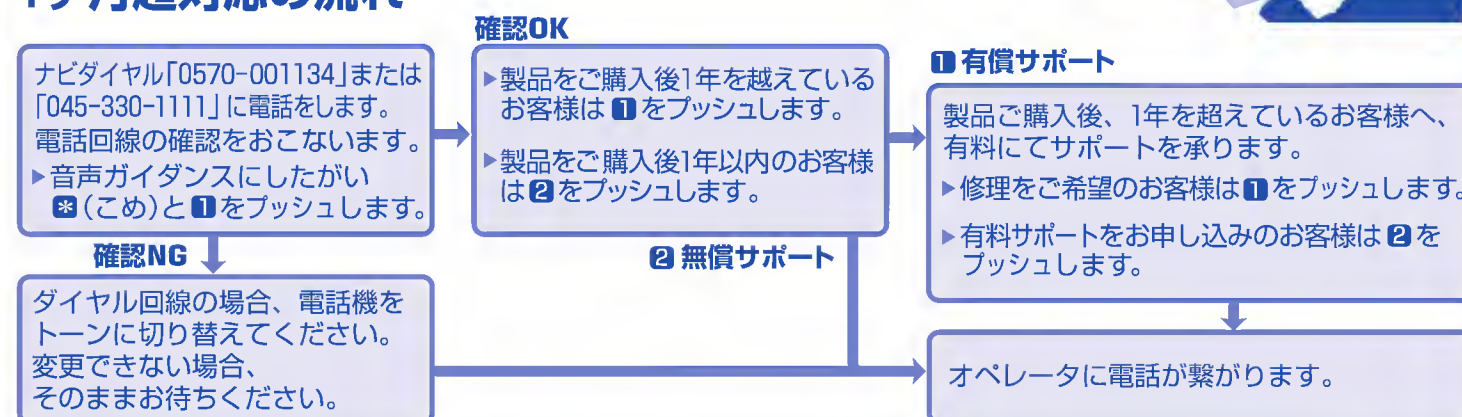 ナビダイヤル「0570-001134」または
「045-330-1111」に電話をします。
電話回線の確認をおこないます。
▶音声ガイダンスにしたがい
＊(こめ)と1をプッシュします。
確認OK
▶製品をご購入後1年を越えている
お客様は1をプッシュします。
▶製品をご購入後1年以内のお客様
は2をプッシュします。
1 有償サポート
製品ご購入後、1年を超えているお客様へ、
有料にてサポートを承ります。
▶修理をご希望のお客様は1をプッシュします。
▶有料サポートをお申し込みのお客様は2を
プッシュします。
確認NG
2 無償サポート
ダイヤル回線の場合、電話機を
トーンに切り替えてください。
変更できない場合、
そのままお待ちください。
オペレータに電話が繋がります。